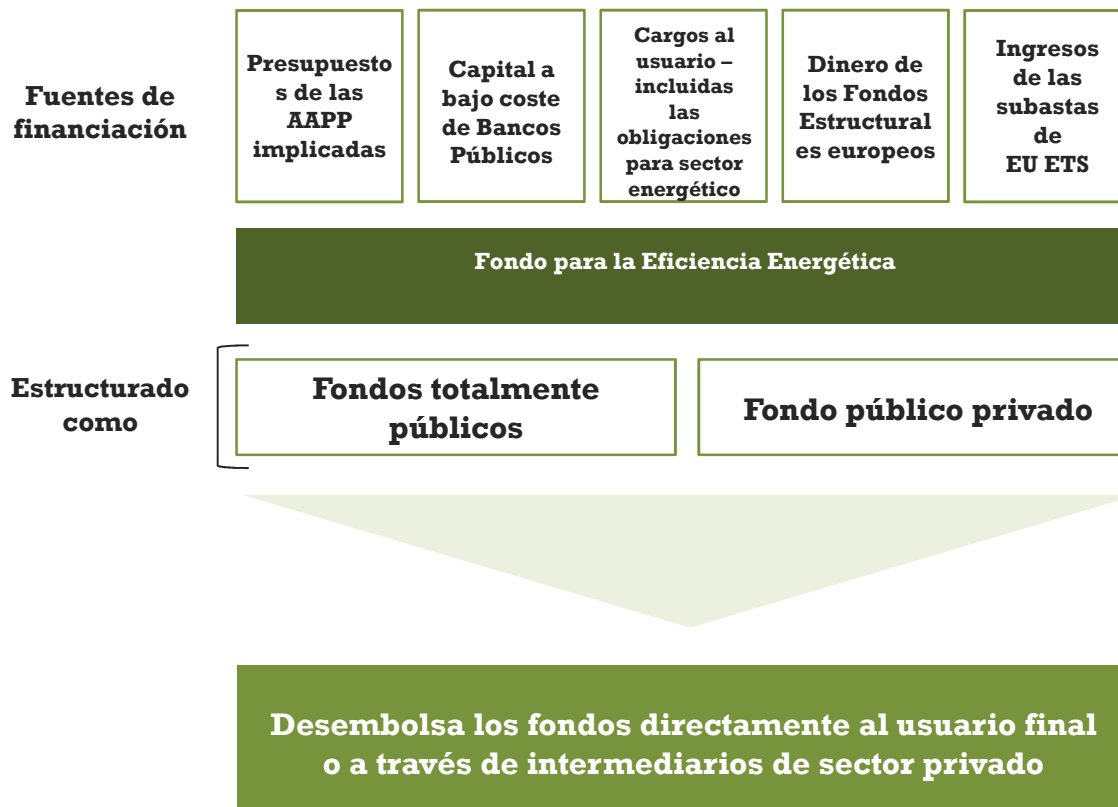 Fuentes de
financiación
Presupuesto
s de las
AAPP
implicadas
Capital a
bajo coste
de Bancos
Públicos
Cargos al
usuario –
incluidas
las
obligaciones
para sector
energético
Dinero de
los Fondos
Estructural
es europeos
Ingresos
de las
subastas
de
EU ETS
Fondo para la Eficiencia Energética
Estructurado
como
Fondos totalmente
públicos
Fondo público privado
Desembolsa los fondos directamente al usuario final
o a través de intermediarios de sector privado